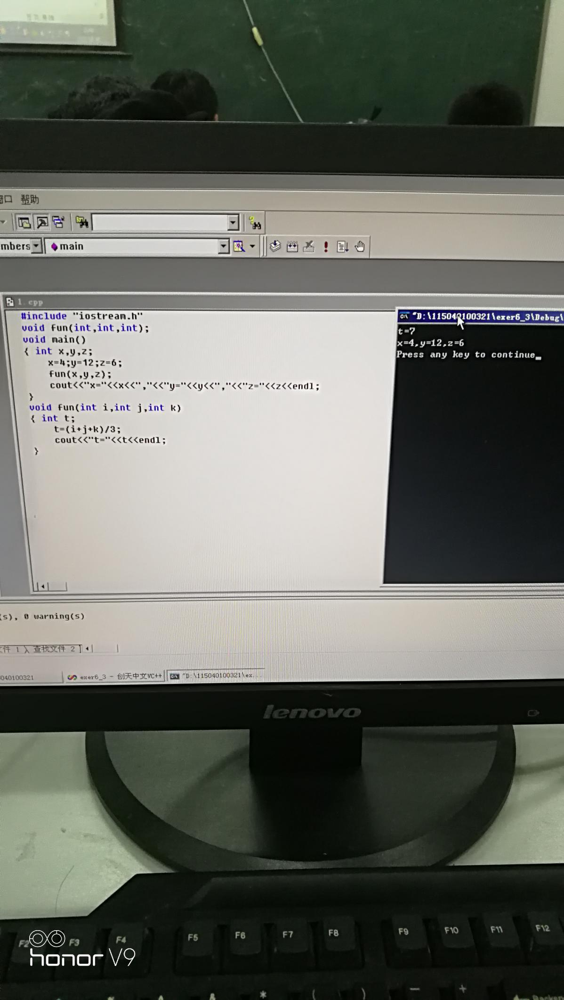 窗口 帮助
mbers
main
1.cpp
#include "iostream.h"
void fun(int,int,int);
void main()
{ int x,y,z;
x=4;y=12;z=6;
fun(x,y,z);
cout<<"x="<<x<<","<<"y="<<y<<","<<"z="<<z<<endl;
}
void fun(int i,int j,int k)
{ int t;
t=(i+j+k)/3;
cout<<"t="<<t<<endl;
}
"D:\115040100321\exer6_3\Debug\
t=7
x=4,y=12,z=6
Press any key to continue
(s), 0 warning(s)
文件 1 查找文件 2
040100321
exer6_3 - 创天中文VC++
"D:\115040100321\ex...
lenovo
F2 F3 F4 F5 F6 F7 F8 F9 F10 F11 F12
honor V9
* ( ) — +